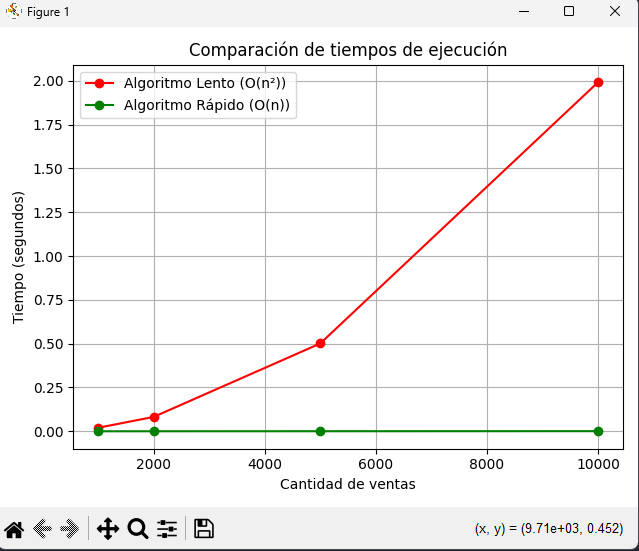 Figure 1
Comparación de tiempos de ejecución
Algoritmo Lento (O(n²))
Algoritmo Rápido (O(n))
Tiempo (segundos)
2.00
1.75
1.50
1.25
1.00
0.75
0.50
0.25
0.00
2000 4000 6000 8000 10000
Cantidad de ventas
(x, y) = (9.71e+03, 0.452)